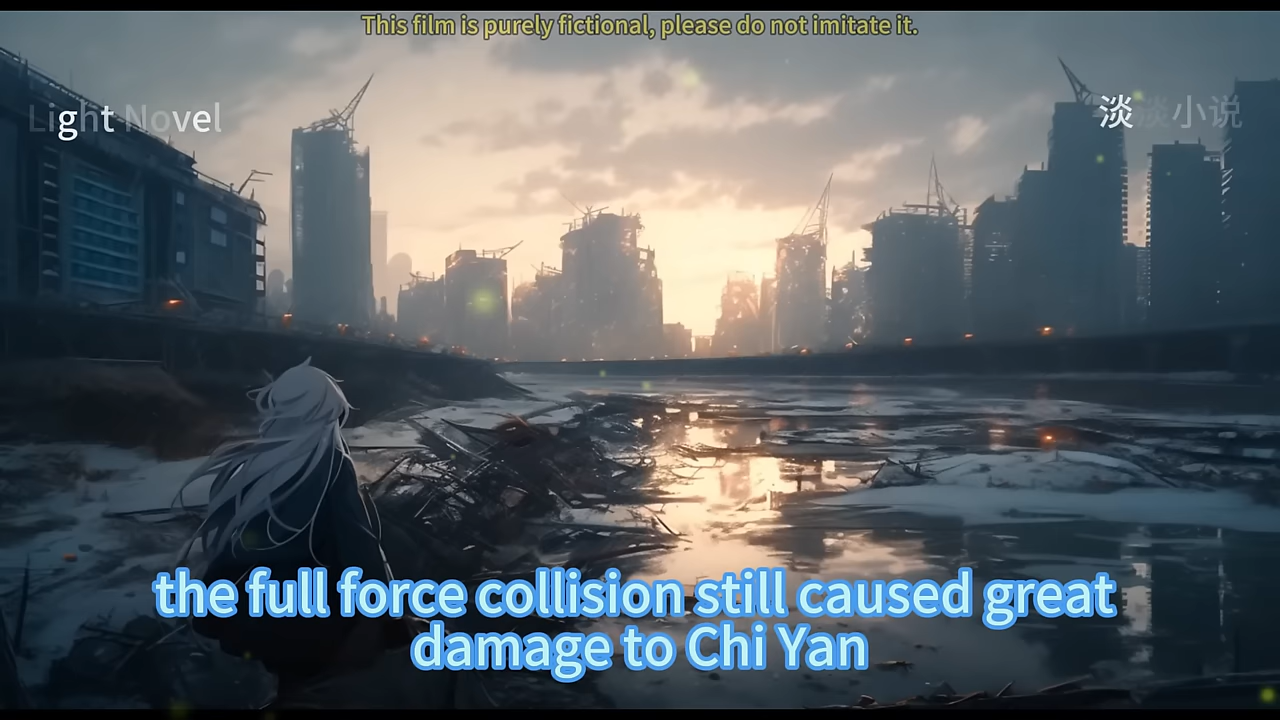 This film is purely fictional, please do not imitate it.
Light Novel
淡淡小说
the full force collision still caused great
damage to Chi Yan